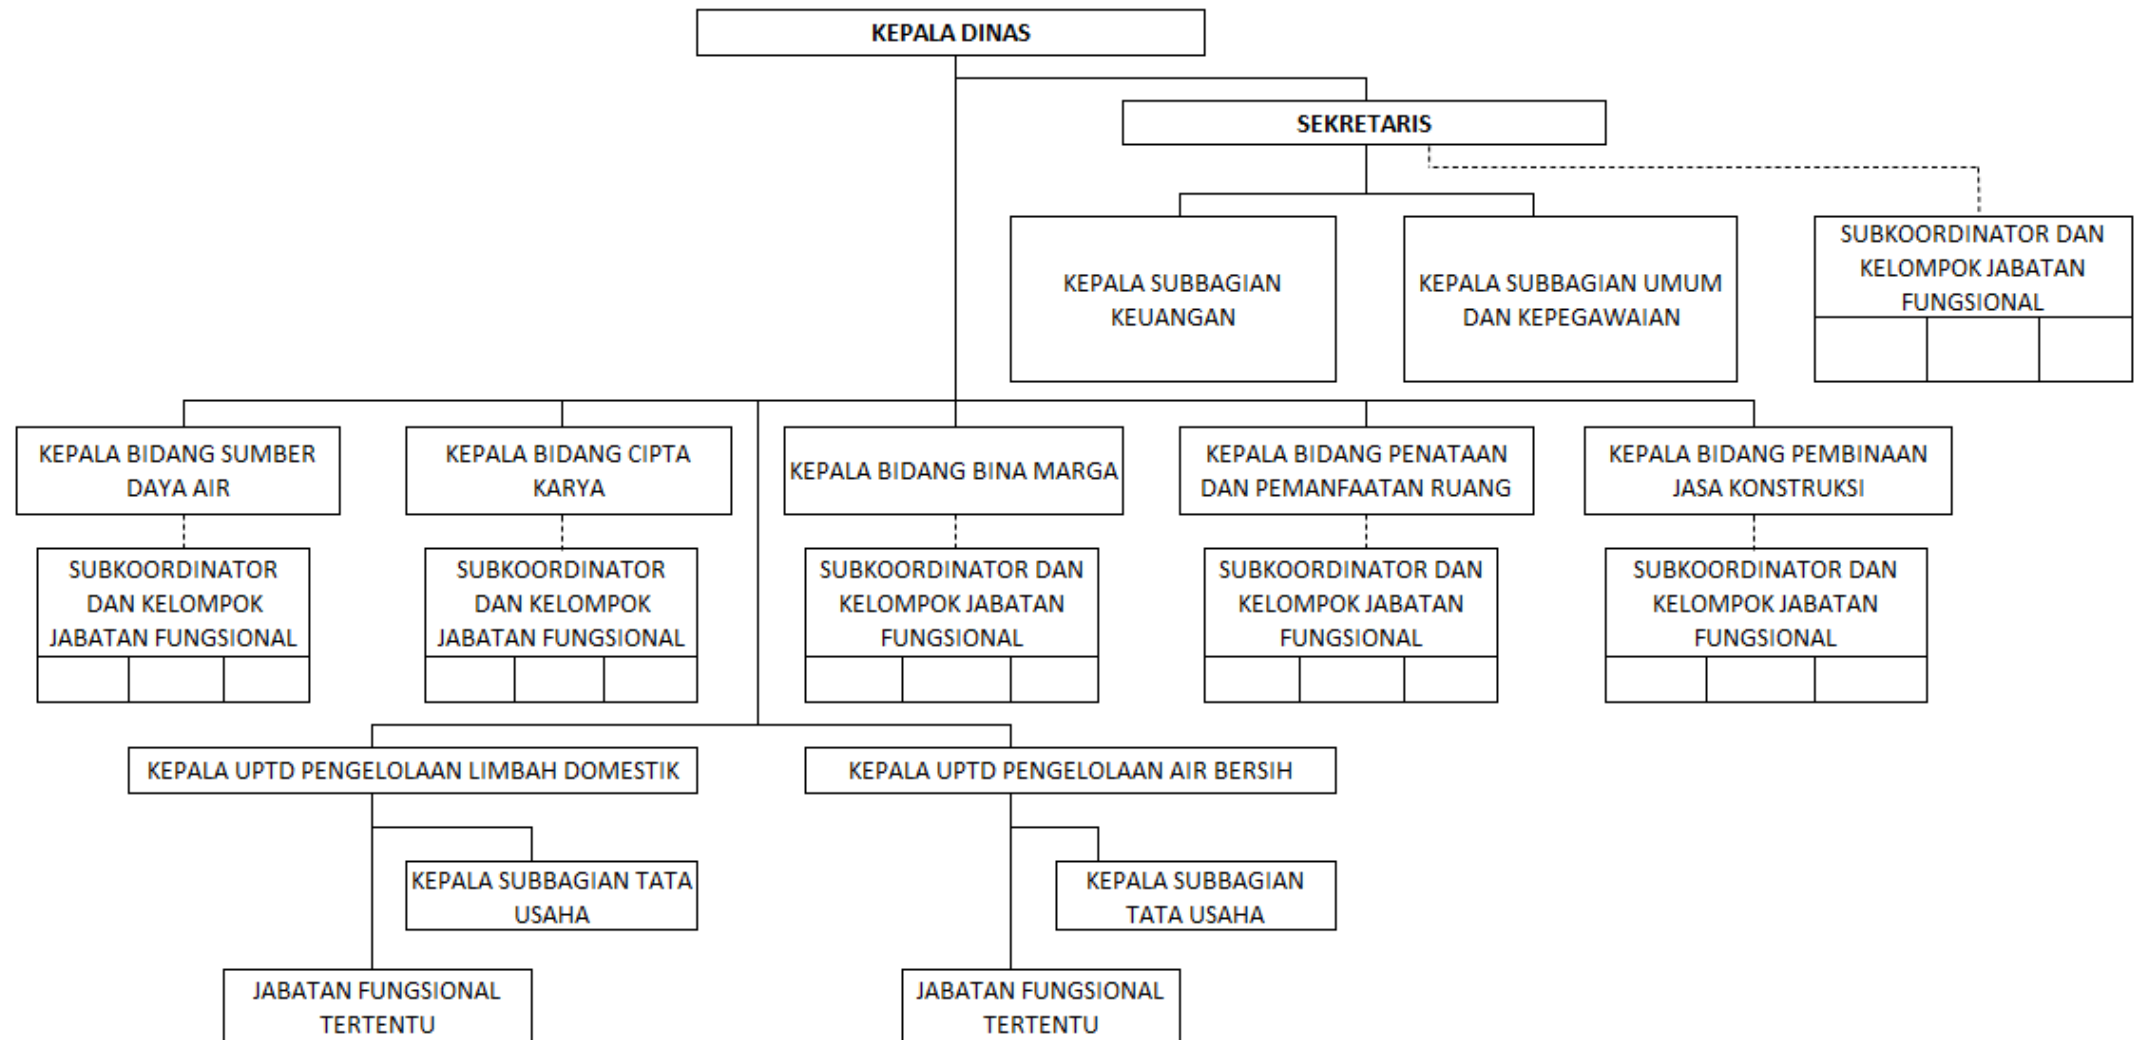 KEPALA DINAS
SEKRETARIS
KEPALA SUBBAGIAN
KEUANGAN
KEPALA SUBBAGIAN UMUM
DAN KEPEGAWAIAN
SUBKOORDINATOR DAN
KELOMPOK JABATAN
FUNGSIONAL
KEPALA BIDANG SUMBER
DAYA AIR
KEPALA BIDANG CIPTA
KARYA
KEPALA BIDANG BINA MARGA
KEPALA BIDANG PENATAAN
DAN PEMANFAATAN RUANG
KEPALA BIDANG PEMBINAAN
JASA KONSTRUKSI
SUBKOORDINATOR
DAN KELOMPOK
JABATAN FUNGSIONAL
SUBKOORDINATOR
DAN KELOMPOK
JABATAN FUNGSIONAL
SUBKOORDINATOR DAN
KELOMPOK JABATAN
FUNGSIONAL
SUBKOORDINATOR DAN
KELOMPOK JABATAN
FUNGSIONAL
SUBKOORDINATOR DAN
KELOMPOK JABATAN
FUNGSIONAL
KEPALA UPTD PENGELOLAAN LIMBAH DOMESTIK
KEPALA UPTD PENGELOLAAN AIR BERSIH
KEPALA SUBBAGIAN TATA
USAHA
KEPALA SUBBAGIAN
TATA USAHA
JABATAN FUNGSIONAL
TERTENTU
JABATAN FUNGSIONAL
TERTENTU